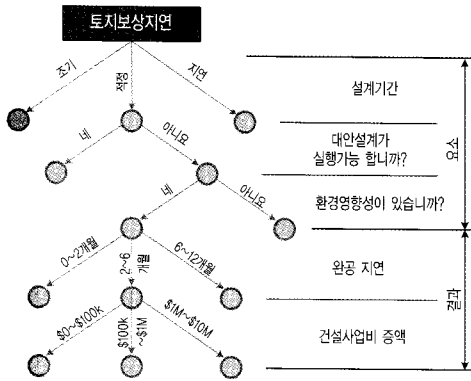 토지보상지연
조기
적정
지연
설계기간
네
아니요
대안설계가
실행가능 합니까?
요소
네
아니요
환경영향성이 있습니까?
0~2개월
2~6
개월
6~12개월
완공 지연
결과
$0~$100k
$100k
~$1M
$1M~$10M
건설사업비 증액